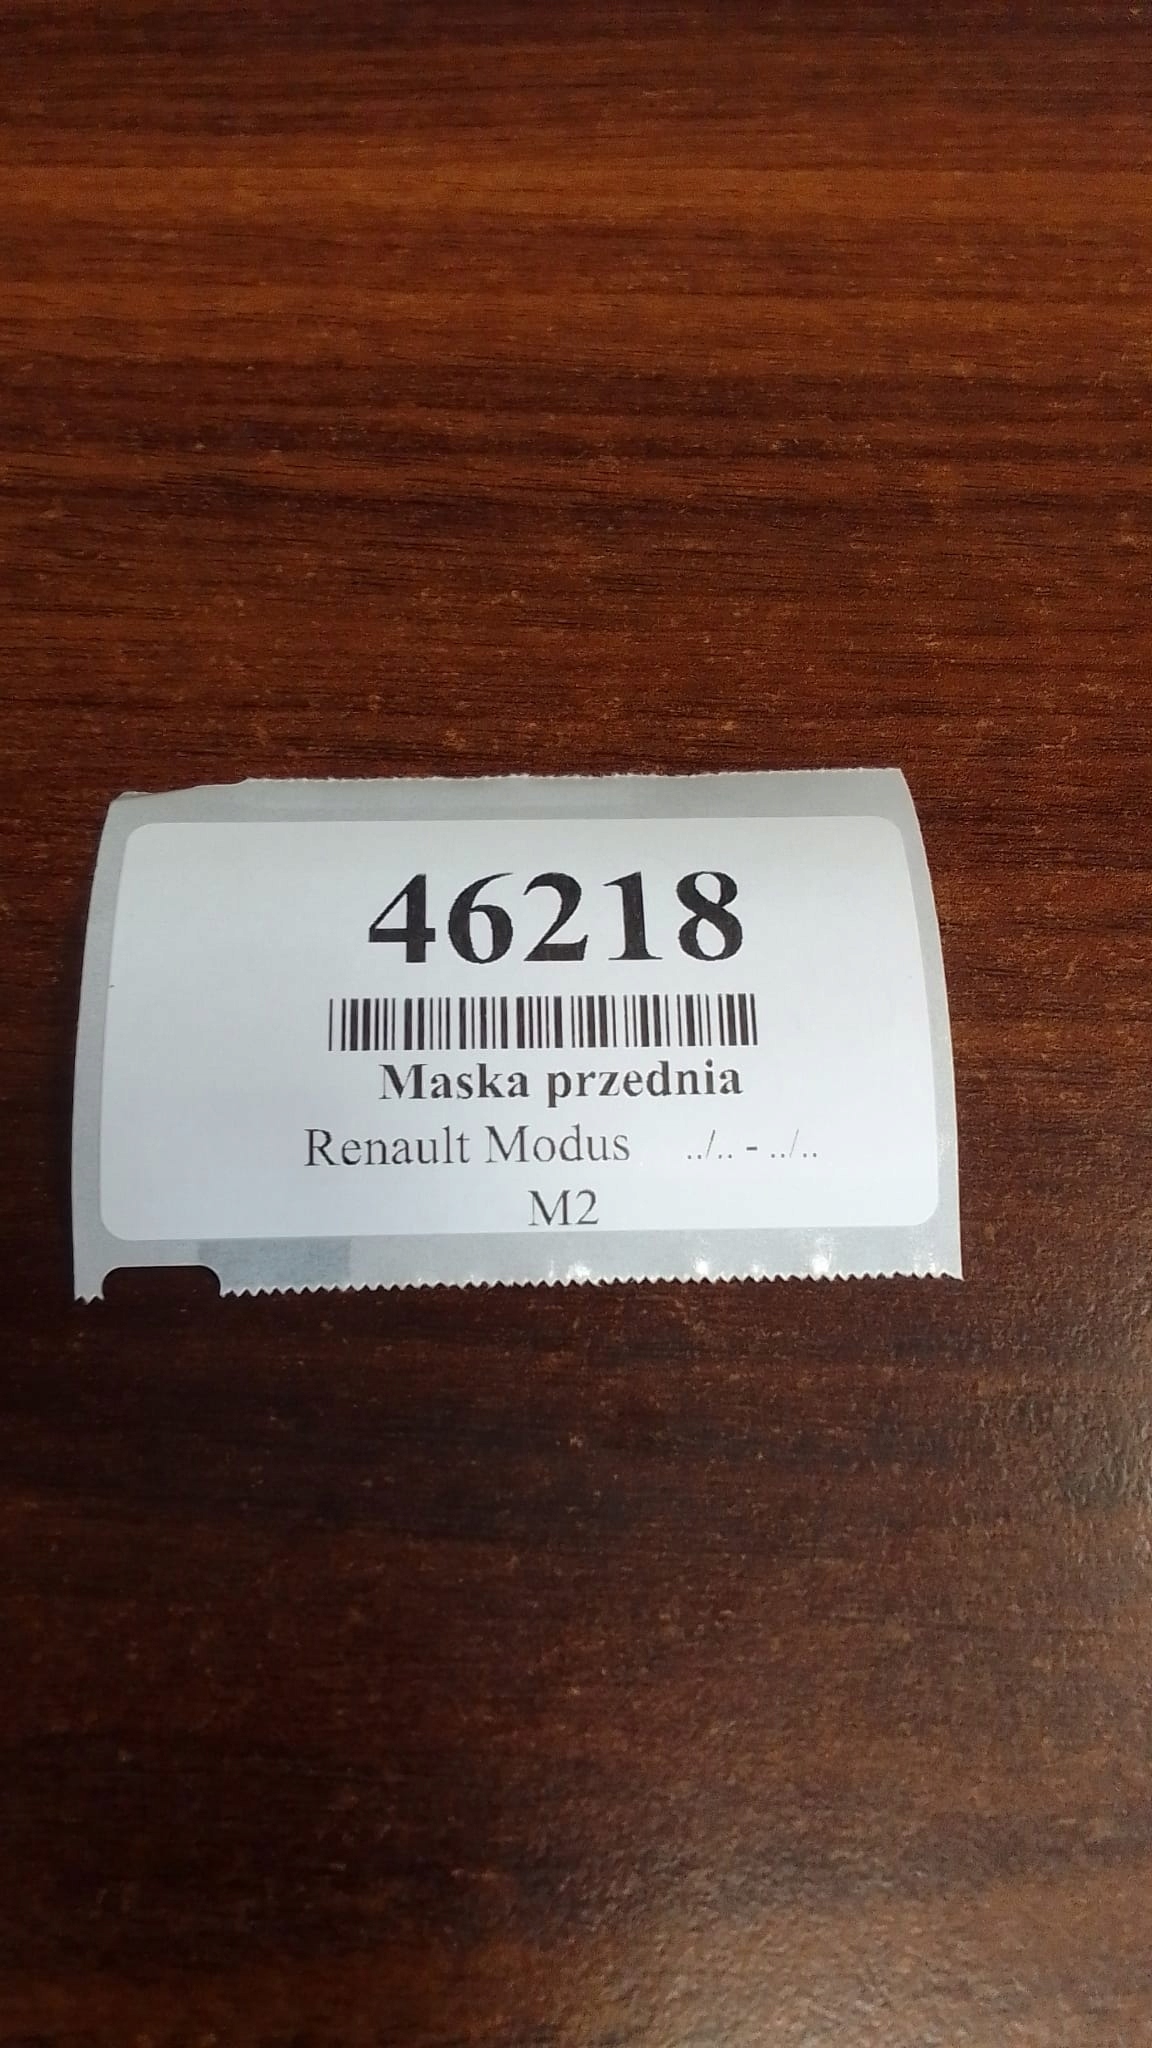 46218
Maska przednia
Renault Modus ../.. - ../..
M2